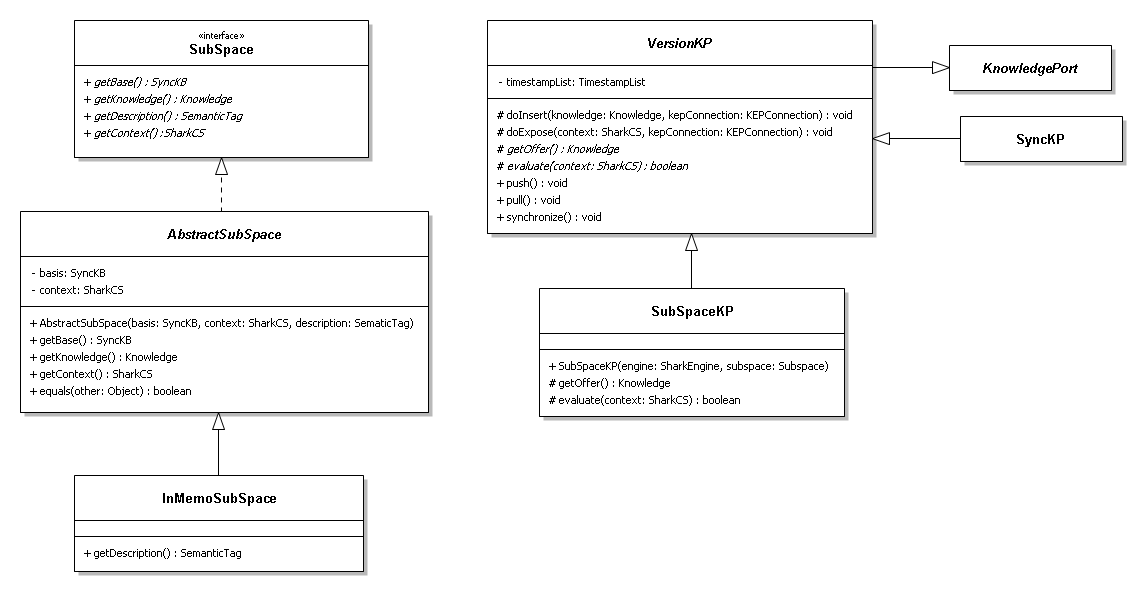 «interface»
SubSpace
+ getBase() : SyncKB
+ getKnowledge() : Knowledge
+ getDescription() : SemanticTag
+ getContext() :SharkCS
AbstractSubSpace
- basis: SyncKB
- context: SharkCS
+ AbstractSubSpace(basis: SyncKB, context: SharkCS, description: SematicTag)
+ getBase() : SyncKB
+ getKnowledge() : Knowledge
+ getContext() : SharkCS
+ equals(other: Object) : boolean
InMemoSubSpace
+ getDescription() : SemanticTag
VersionKP
- timestampList: TimestampList
# doInsert(knowledge: Knowledge, kepConnection: KEPConnection) : void
# doExpose(context: SharkCS, kepConnection: KEPConnection) : void
# getOffer() : Knowledge
# evaluate(context: SharkCS) : boolean
+ push() : void
+ pull() : void
+ synchronize() : void
KnowledgePort
SyncKP
SubSpaceKP
+ SubSpaceKP(engine: SharkEngine, subspace: Subspace)
# getOffer() : Knowledge
# evaluate(context: SharkCS) : boolean